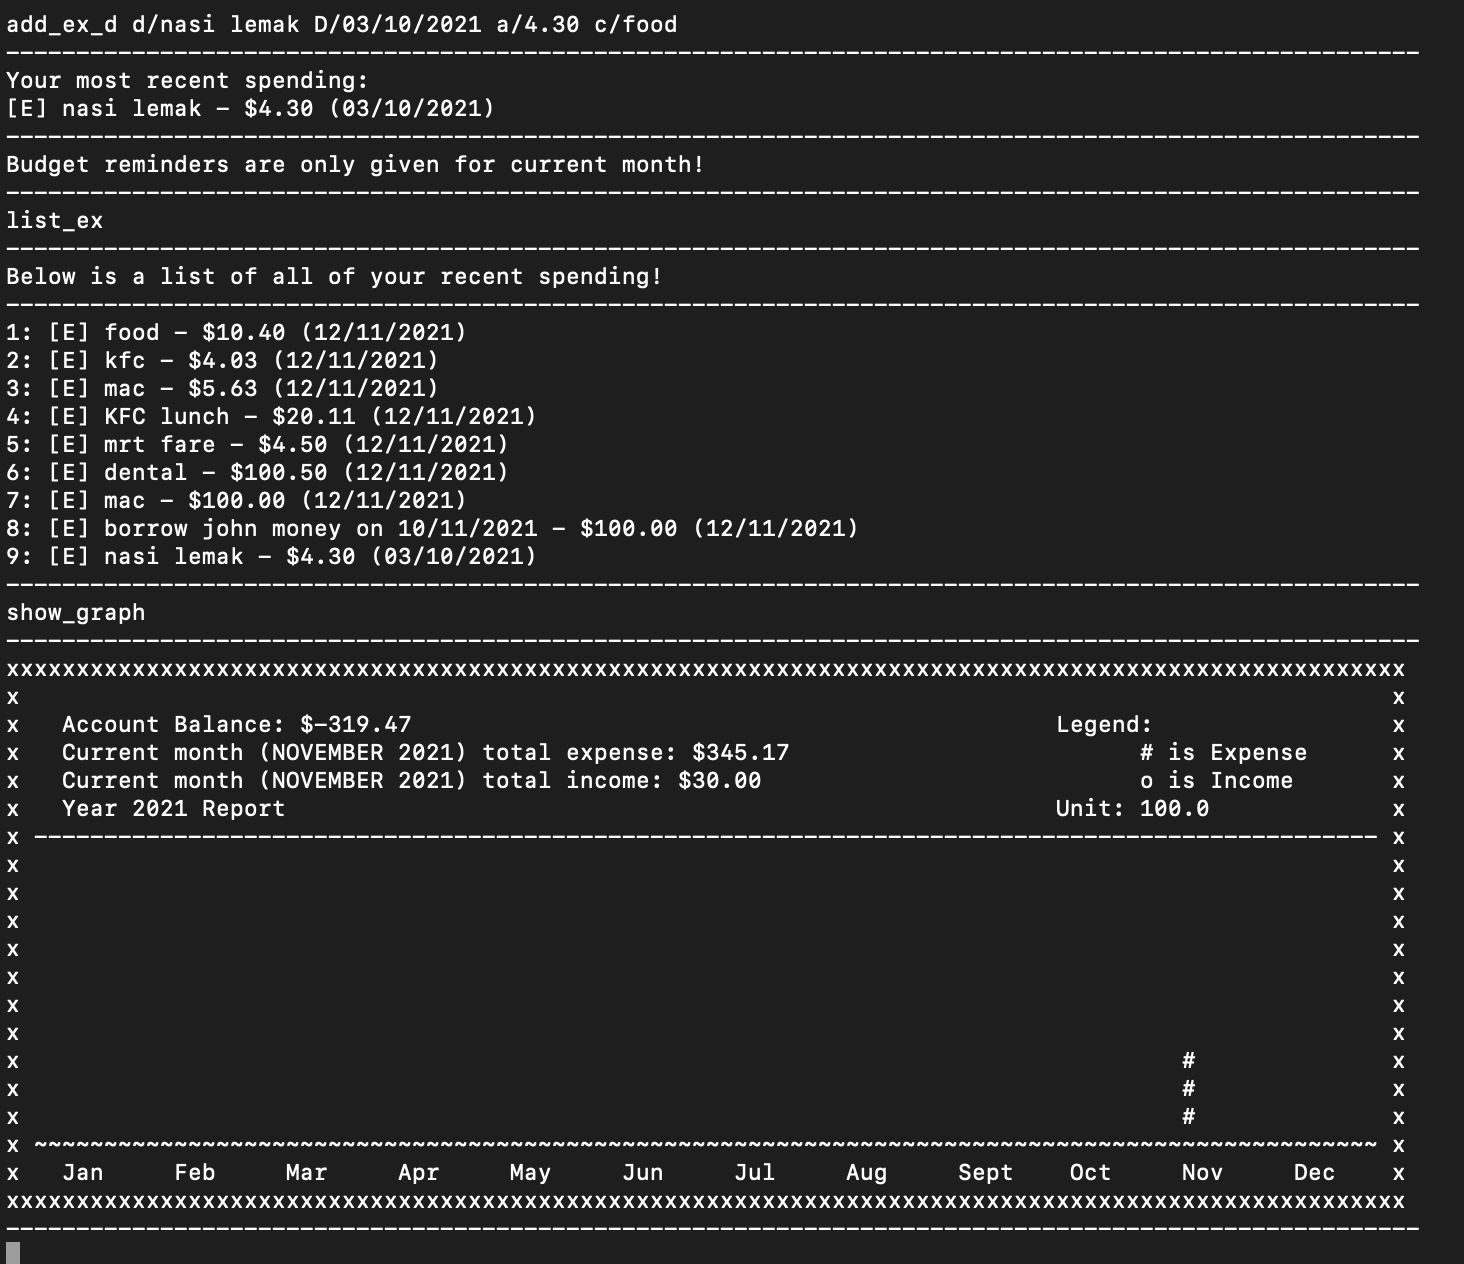 add_ex_d d/nasi lemak D/03/10/2021 a/4.30 c/food
Your most recent spending:
[E] nasi lemak – $4.30 (03/10/2021)
Budget reminders are only given for current month!
list_ex
Below is a list of all of your recent spending!
1: [E] food – $10.40 (12/11/2021)
2: [E] kfc – $4.03 (12/11/2021)
3: [E] mac – $5.63 (12/11/2021)
4: [E] KFC lunch – $20.11 (12/11/2021)
5: [E] mrt fare – $4.50 (12/11/2021)
6: [E] dental – $100.50 (12/11/2021)
7: [E] mac – $100.00 (12/11/2021)
8: [E] borrow john money on 10/11/2021 – $100.00 (12/11/2021)
9: [E] nasi lemak – $4.30 (03/10/2021)
show_graph
xxxxxxxxxxxxxxxxxxxxxxxxxxxxxxxxxxxxxxxxxxxxxxxxxxxxxxxxxxxxxxxxxxxxxxxxxxxxxxxxxxxxxxxxxxxxxxxxxxxx
x x
x Account Balance: $–319.47 Legend: x
x Current month (NOVEMBER 2021) total expense: $345.17 # is Expense x
x Current month (NOVEMBER 2021) total income: $30.00 o is Income x
x Year 2021 Report Unit: 100.0 x
x x
x x
x x
x x
x x
x x
x x
x x
x # x
x # x
x # x
x ~~~~~~~~~~~~~~~~~~~~~~~~~~~~~~~~~~~~~~~~~~~~~~~~~~~~~~~~~~~~~~~~~~~~~~~~~~~~~~~~~~~~~~~~~~~~~~~~ x
x Jan Feb Mar Apr May Jun Jul Aug Sept Oct Nov Dec x
xxxxxxxxxxxxxxxxxxxxxxxxxxxxxxxxxxxxxxxxxxxxxxxxxxxxxxxxxxxxxxxxxxxxxxxxxxxxxxxxxxxxxxxxxxxxxxxxxxxx